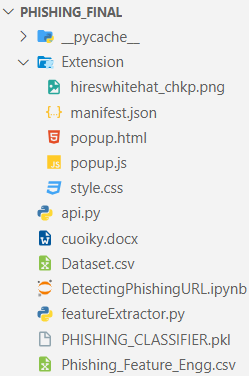 PHISHING_FINAL
__pycache__
Extension
hireswhitehat_chkp.png
manifest.json
popup.html
popup.js
style.css
api.py
cuoiky.docx
Dataset.csv
DetectingPhishingURL.ipynb
featureExtractor.py
PHISHING_CLASSIFIER.pkl
Phishing_Feature_Engg.csv